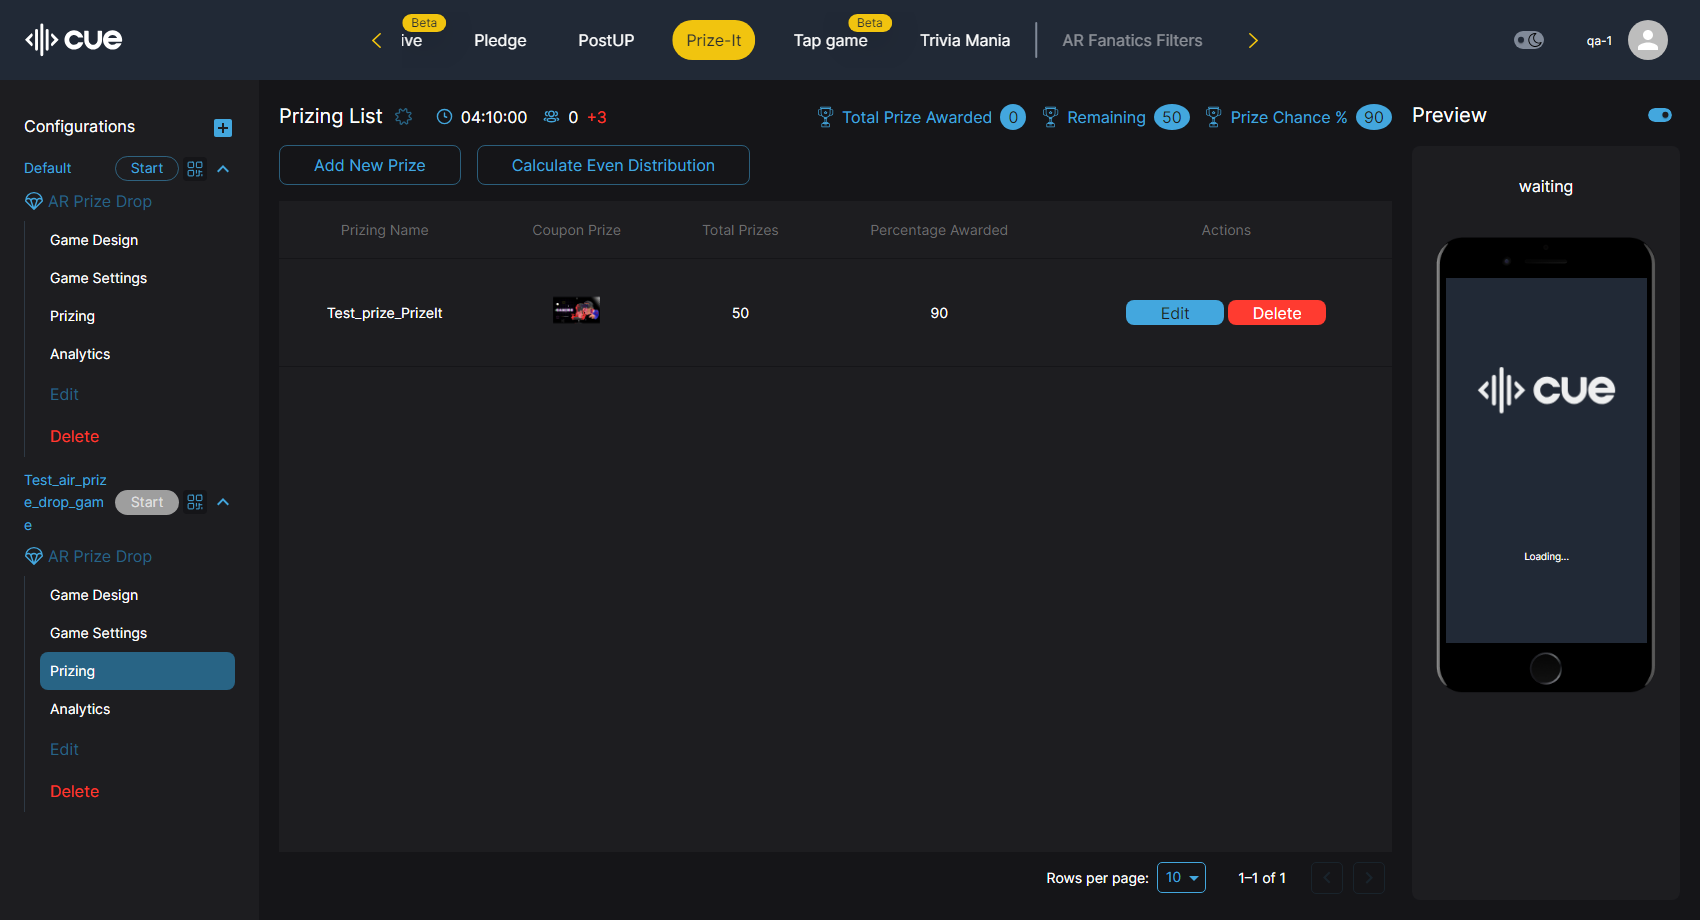 cue
Beta
ive
Pledge
PostUP
Prize-It
Beta
Tap game
Trivia Mania
AR Fanatics Filters
qa-1
Configurations
Default
Start
AR Prize Drop
Game Design
Game Settings
Prizing
Analytics
Edit
Delete
Test_air_priz
e_drop_gam
e
Start
AR Prize Drop
Game Design
Game Settings
Prizing
Analytics
Edit
Delete
Prizing List
04:10:00
0 +3
Total Prize Awarded 0
Remaining 50
Prize Chance % 90
Add New Prize
Calculate Even Distribution
Prizing Name
Coupon Prize
Total Prizes
Percentage Awarded
Actions
Test_prize_PrizeIt
50
90
Edit
Delete
Rows per page: 10
1–1 of 1
Preview
waiting
cue
Loading...